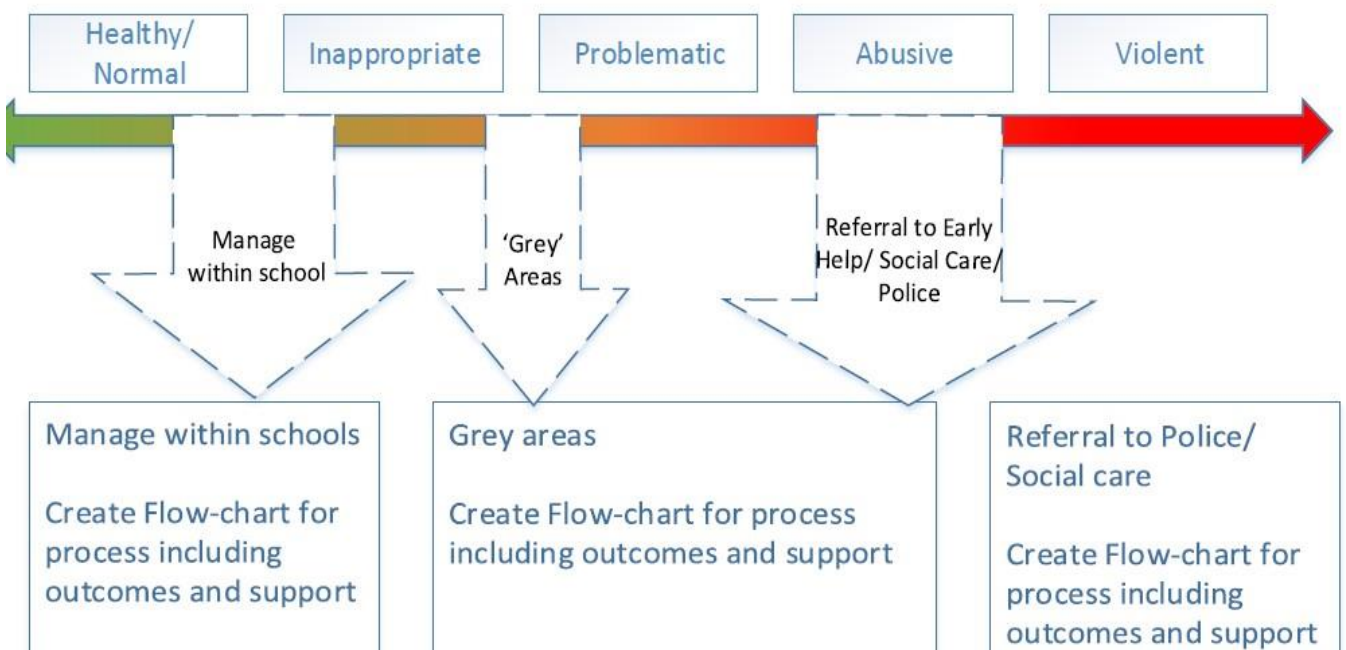 Healthy/
Normal
Inappropriate
Problematic
Abusive
Violent
Manage
within school
‘Grey’
Areas
Referral to Early
Help/ Social Care/
Police
Manage within schools
Create Flow-chart for
process including
outcomes and support
Grey areas
Create Flow-chart for process
including outcomes and support
Referral to Police/
Social care
Create Flow-chart for
process including
outcomes and support